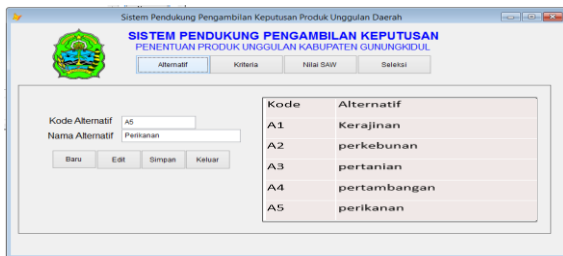 Sistem Pendukung Pengambilan Keputusan Produk Unggulan Daerah
SISTEM PENDUKUNG PENGAMBILAN KEPUTUSAN
PENENTUAN PRODUK UNGGULAN KABUPATEN GUNUNGKIDUL
Alternatif Kriteria Nilai SAW Seleksi
Kode Alternatif A5
Nama Alternatif Perikanan
Baru Edit Simpan Keluar
Kode Alternatif
A1 Kerajinan
A2 perkebunan
A3 pertanian
A4 pertambangan
A5 perikanan